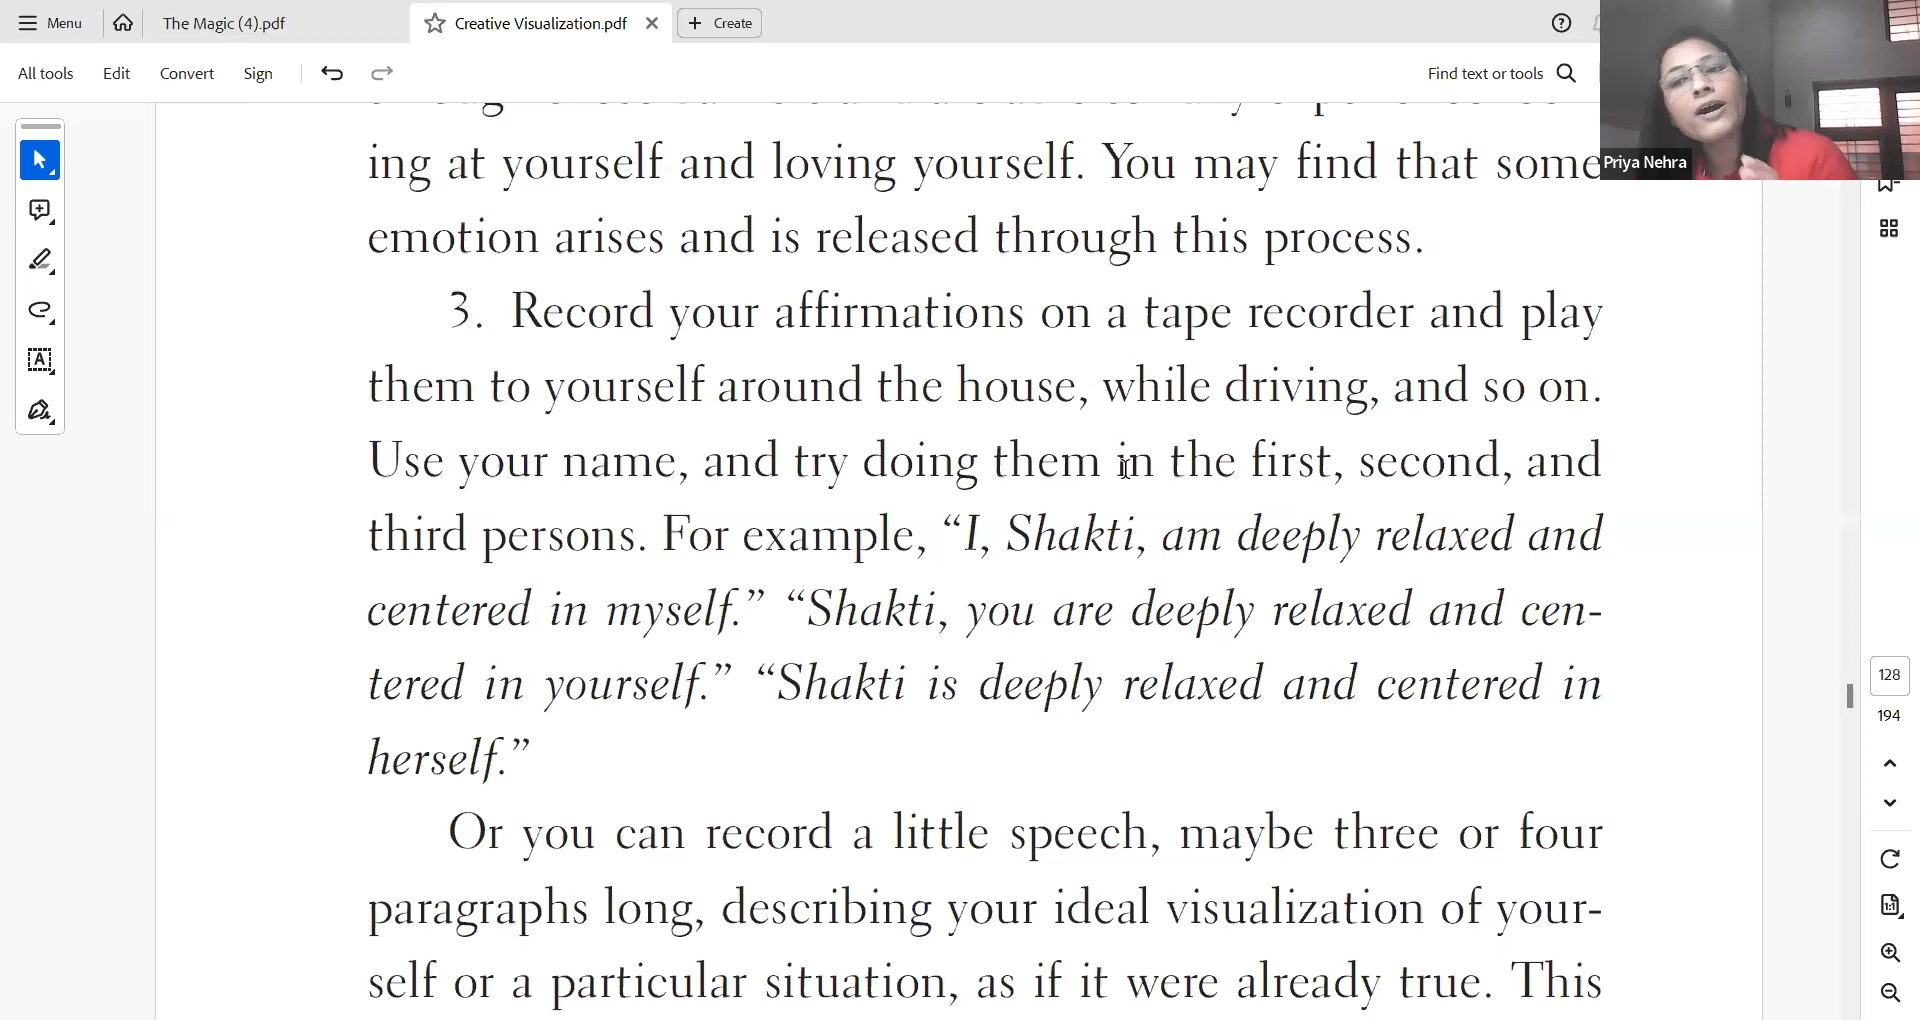 Menu
The Magic (4).pdf
Creative Visualization.pdf
Create
All tools
Edit
Convert
Sign
Find text or tools
Priya Nehra
ing at yourself and loving yourself. You may find that some
emotion arises and is released through this process.
3. Record your affirmations on a tape recorder and play
them to yourself around the house, while driving, and so on.
Use your name, and try doing them in the first, second, and
third persons. For example, “I, Shakti, am deeply relaxed and
centered in myself.” “Shakti, you are deeply relaxed and cen-
tered in yourself.” “Shakti is deeply relaxed and centered in
herself.”
Or you can record a little speech, maybe three or four
paragraphs long, describing your ideal visualization of your-
self or a particular situation, as if it were already true. This
128
194